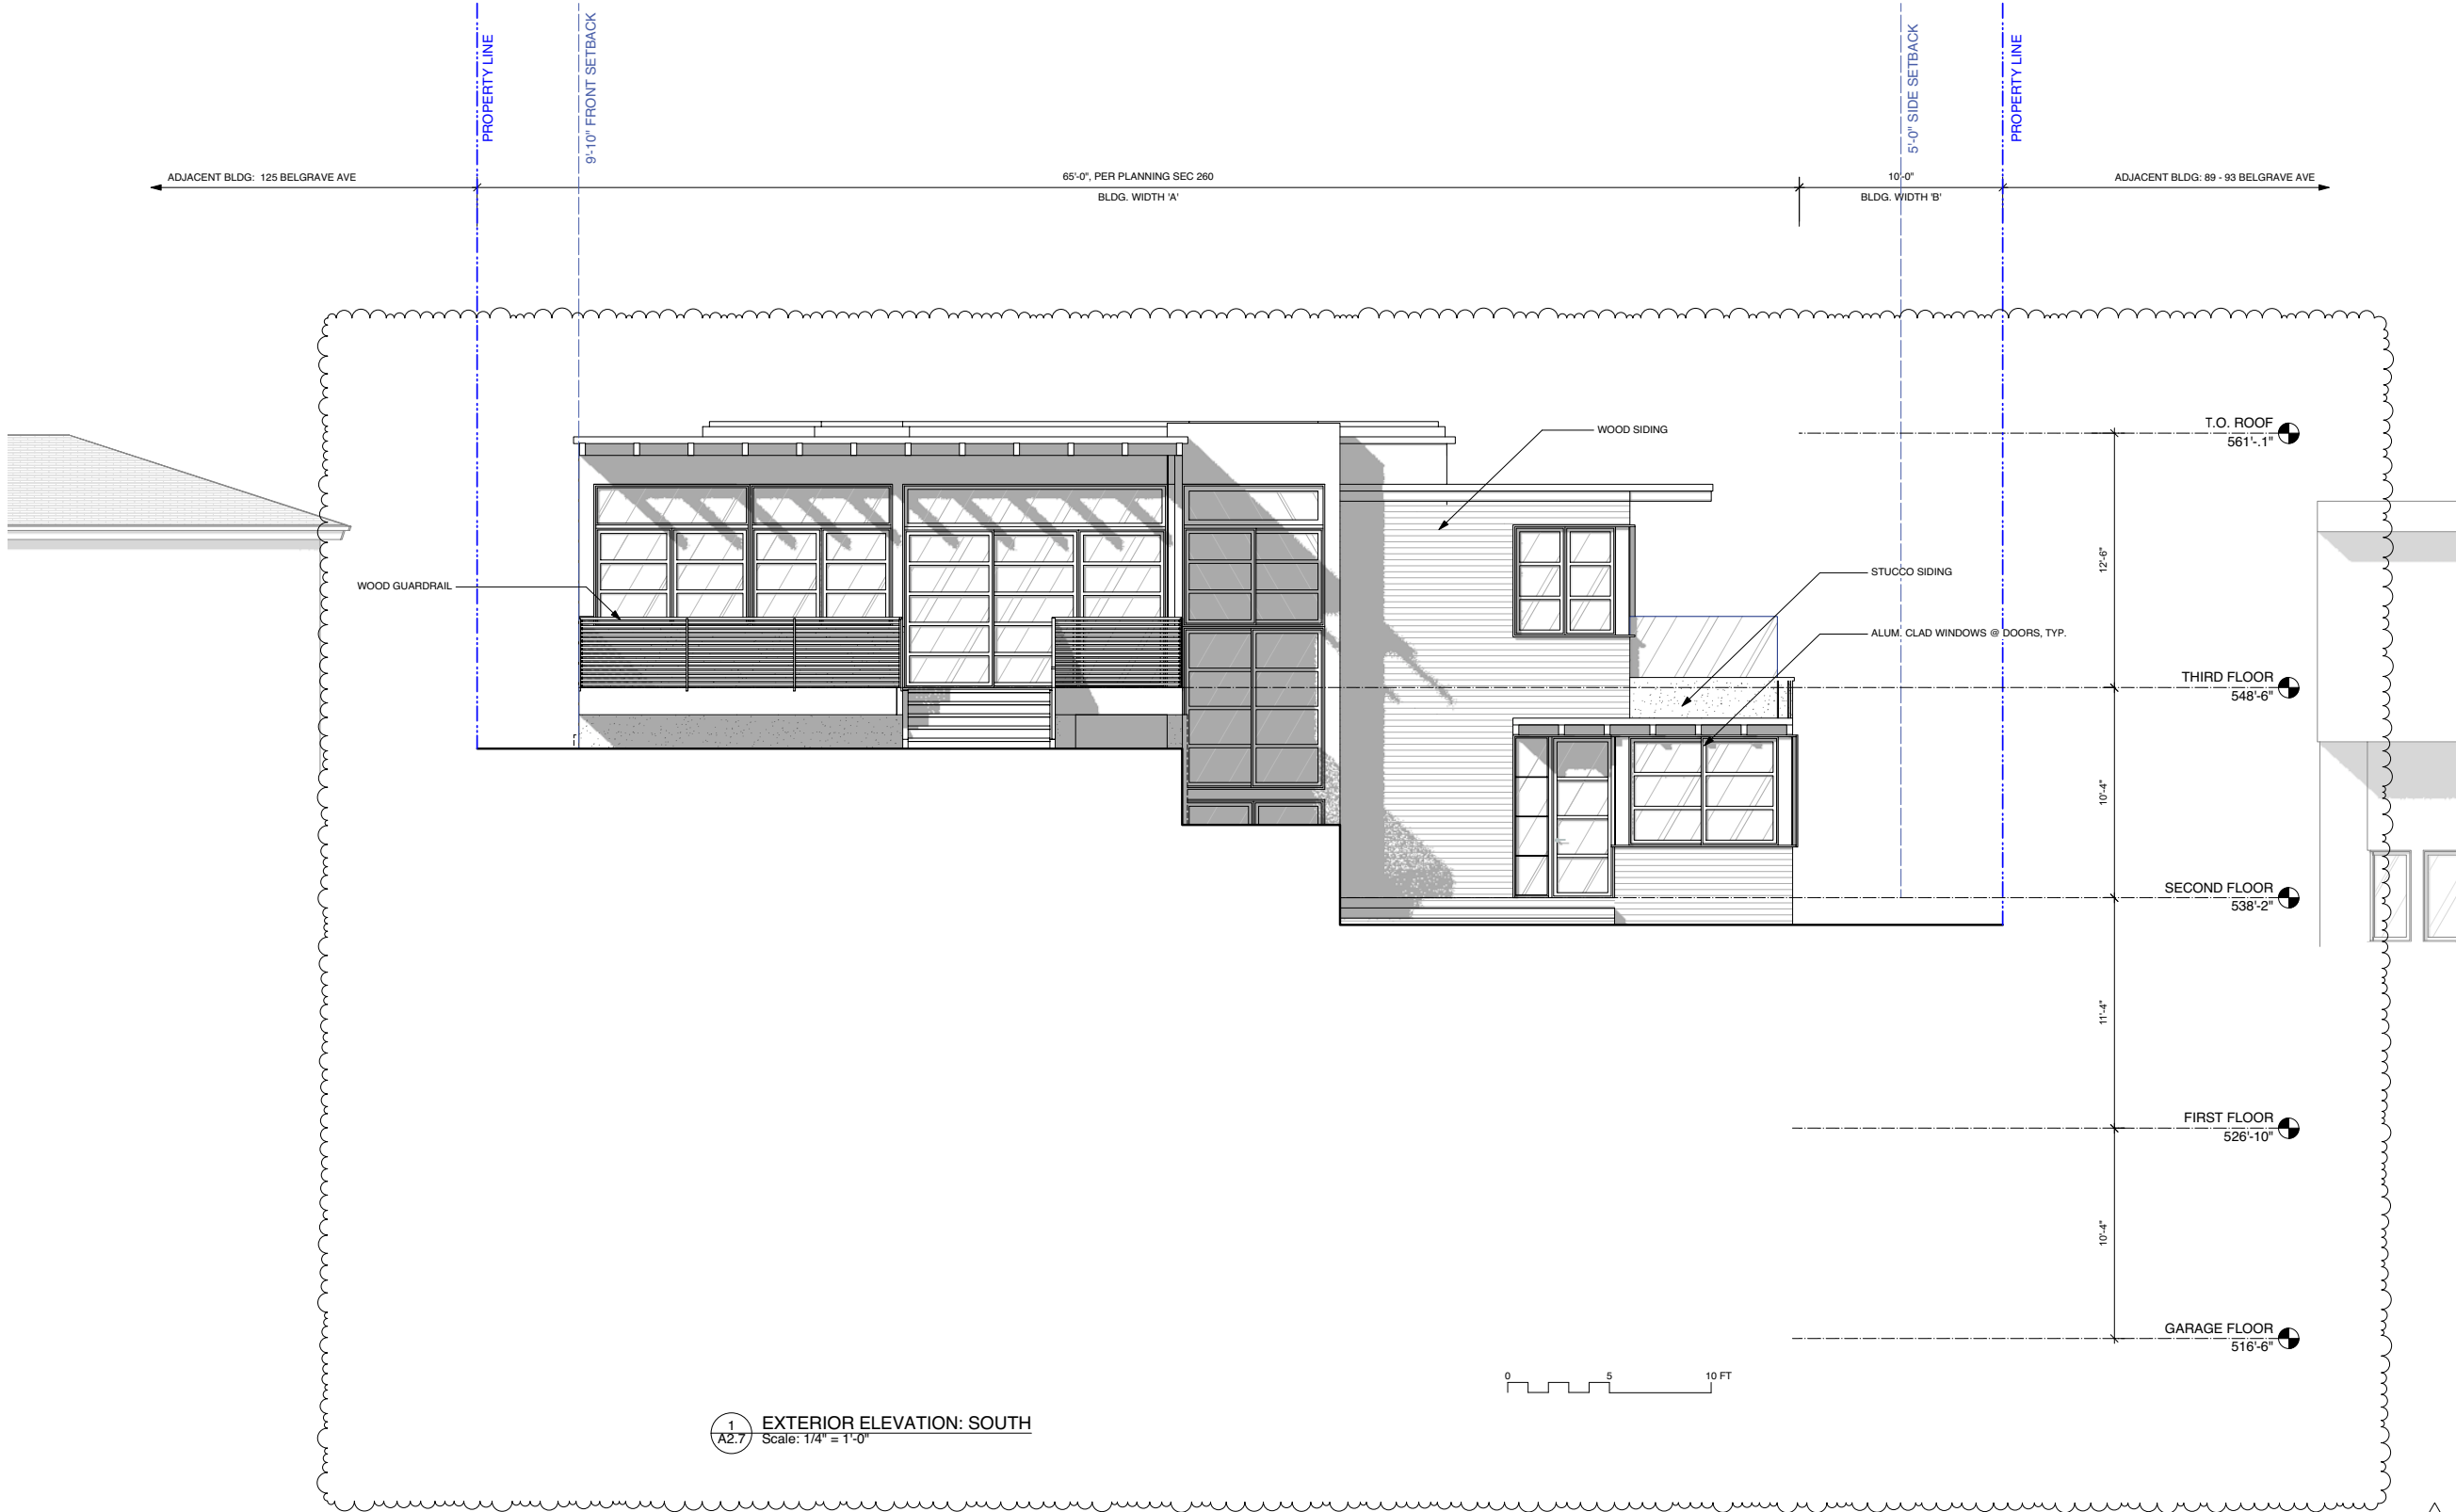 PROPERTY LINE
9'-10" FRONT SETBACK
5'-0" SIDE SETBACK
PROPERTY LINE
ADJACENT BLDG: 125 BELGRAVE AVE
65'-0", PER PLANNING SEC 260
BLDG. WIDTH 'A'
10'-0"
BLDG. WIDTH 'B'
ADJACENT BLDG: 89 - 93 BELGRAVE AVE
WOOD SIDING
T.O. ROOF
561'-.1"
12'-6"
STUCCO SIDING
WOOD GUARDRAIL
ALUM. CLAD WINDOWS @ DOORS, TYP.
THIRD FLOOR
548'-6"
10'-4"
SECOND FLOOR
538'-2"
11'-4"
FIRST FLOOR
526'-10"
10'-4"
GARAGE FLOOR
516'-6"
0 5 10 FT
1
A2.7
EXTERIOR ELEVATION: SOUTH
Scale: 1/4" = 1'-0"